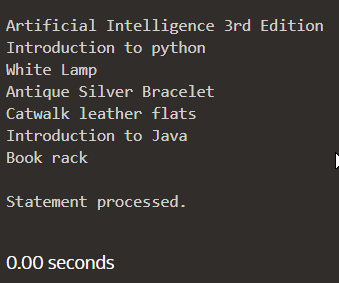 Artificial Intelligence 3rd Edition
Introduction to python
White Lamp
Antique Silver Bracelet
Catwalk leather flats
Introduction to Java
Book rack
Statement processed.
0.00 seconds